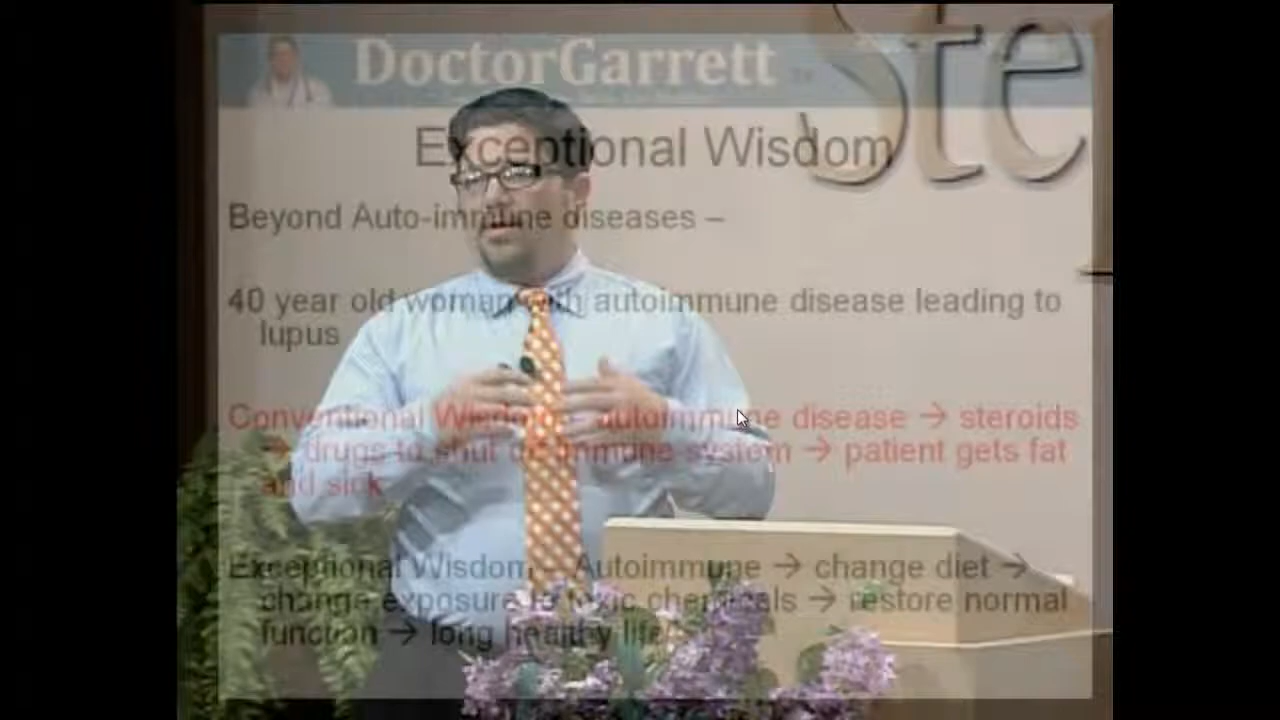 Ste
DoctorGarrett
Exceptional Wisdom
Beyond Auto-immune diseases –
40 year old woman with autoimmune disease leading to
lupus
Conventional Wisdom – autoimmune disease → steroids
→ drugs to shut dn immune system → patient gets fat
and sick
Exceptional Wisdom – Autoimmune → change diet →
change exposure to toxic chemicals → restore normal
function → long healthy life